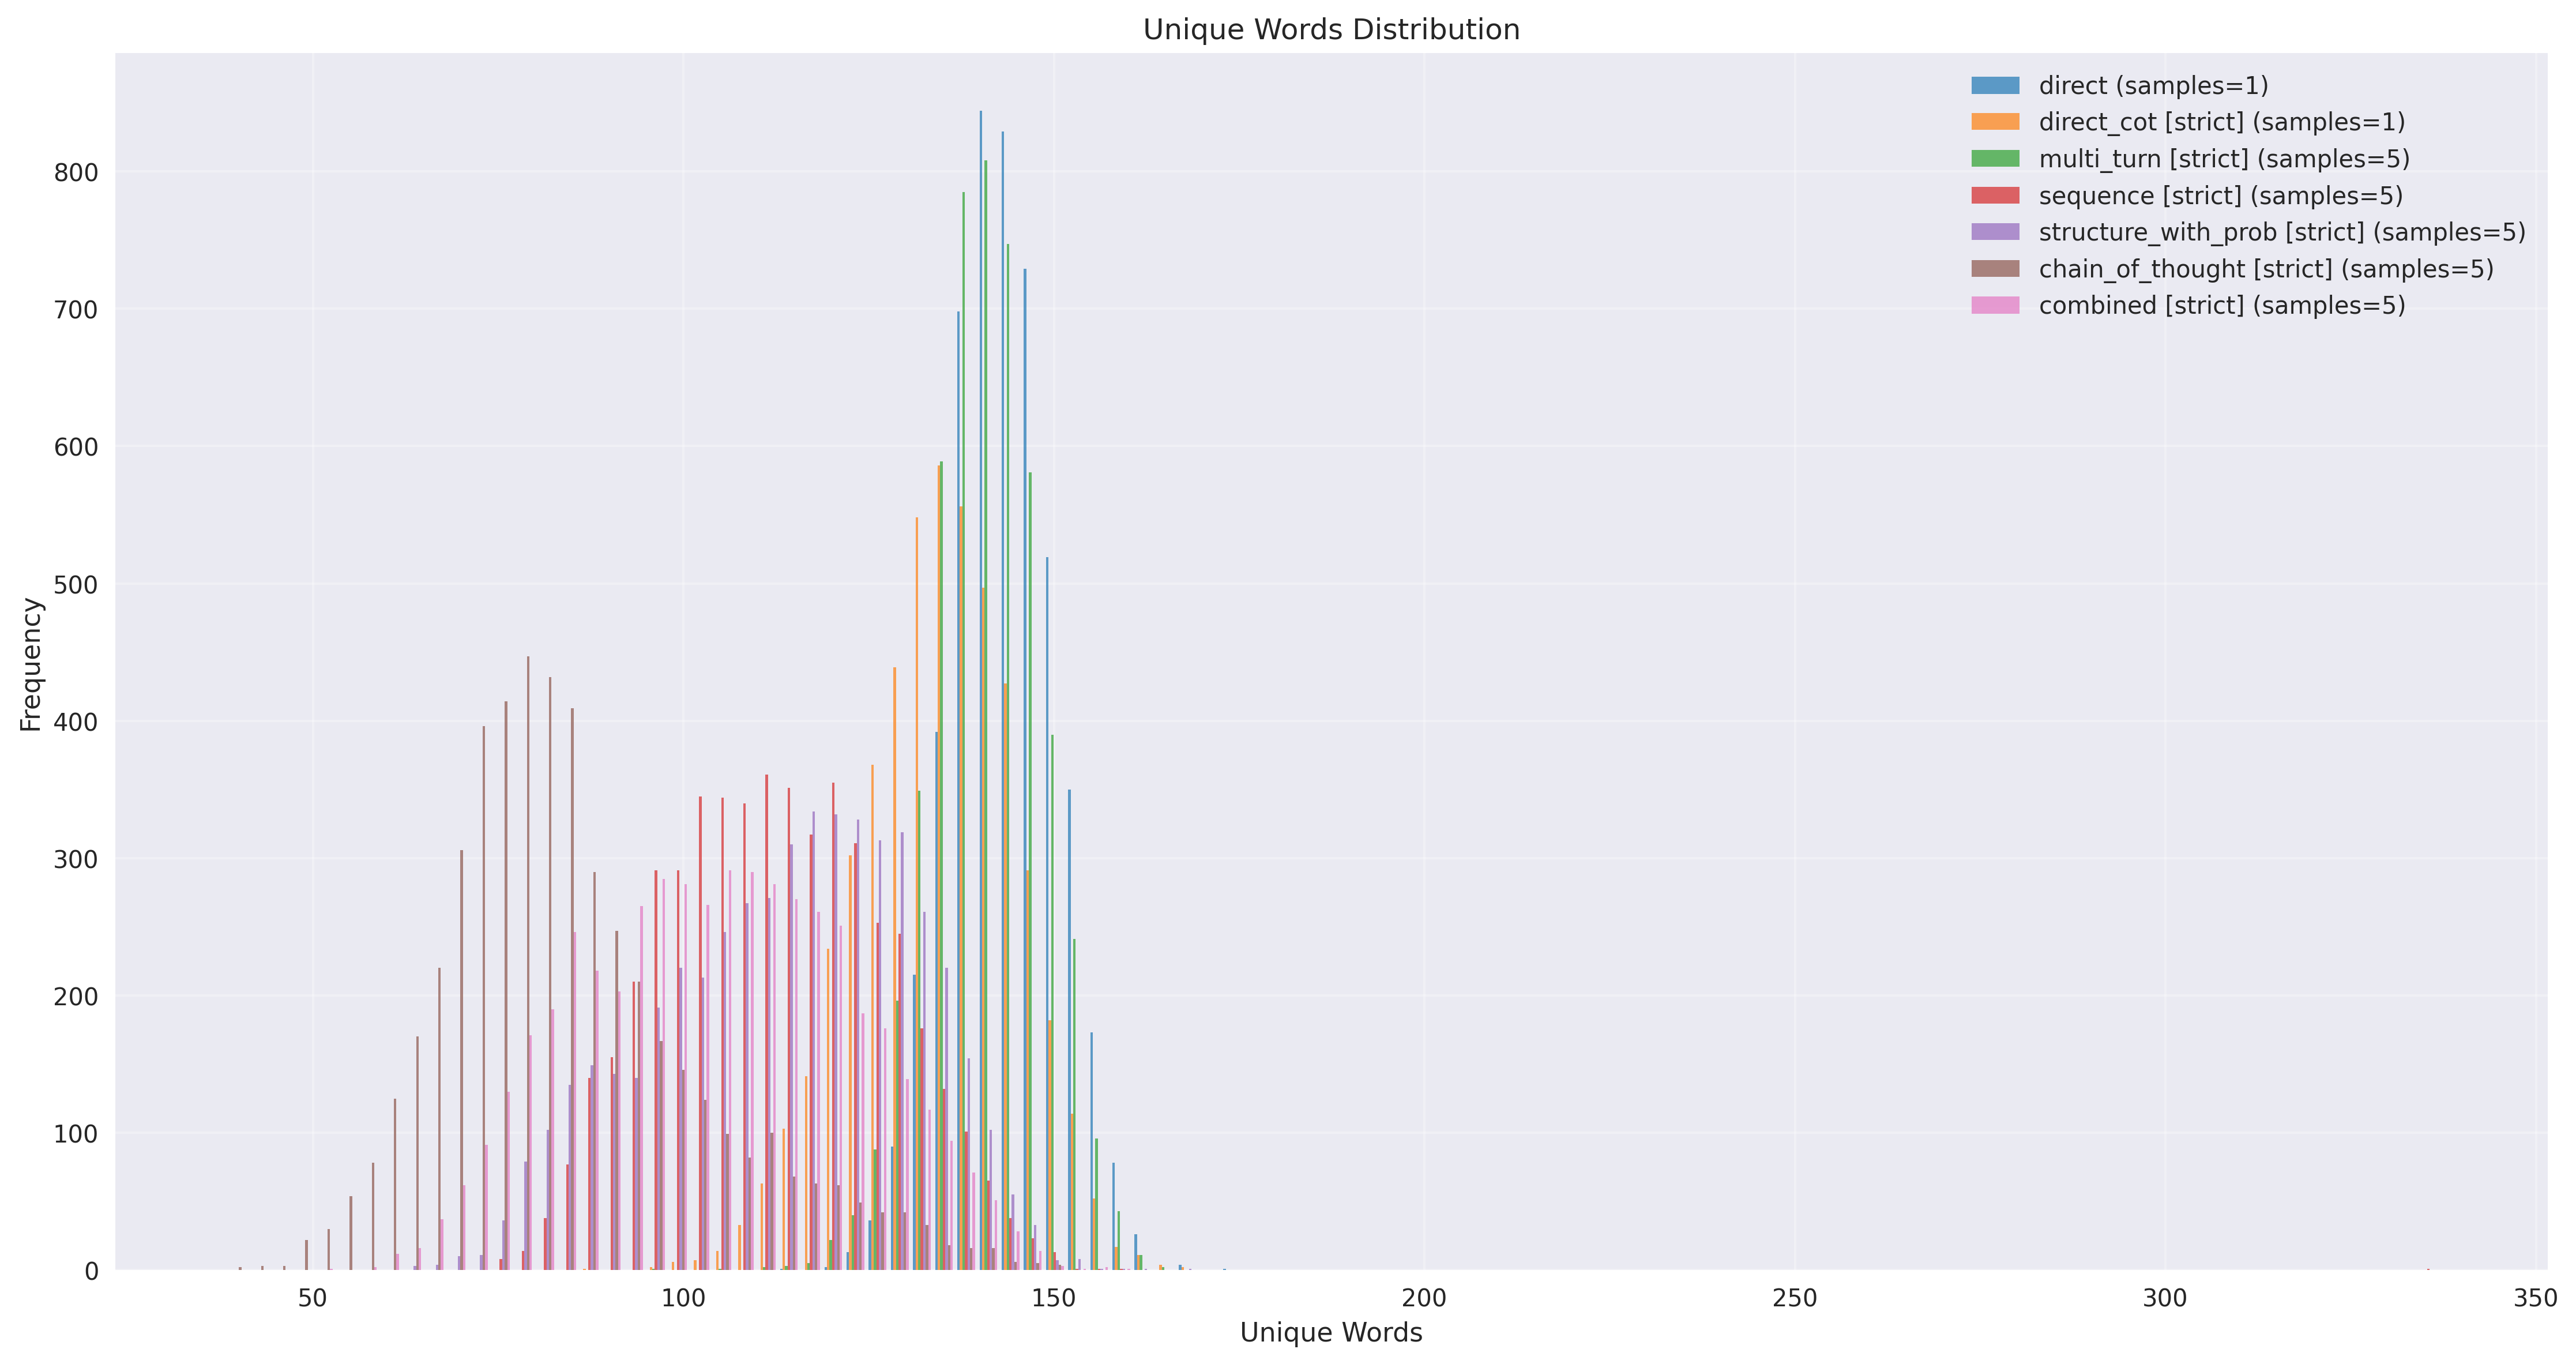 Unique Words Distribution
direct (samples=1)
direct_cot [strict] (samples=1)
multi_turn [strict] (samples=5)
sequence [strict] (samples=5)
structure_with_prob [strict] (samples=5)
chain_of_thought [strict] (samples=5)
combined [strict] (samples=5)
Frequency
800
700
600
500
400
300
200
100
0
50 100 150 200 250 300 350
Unique Words